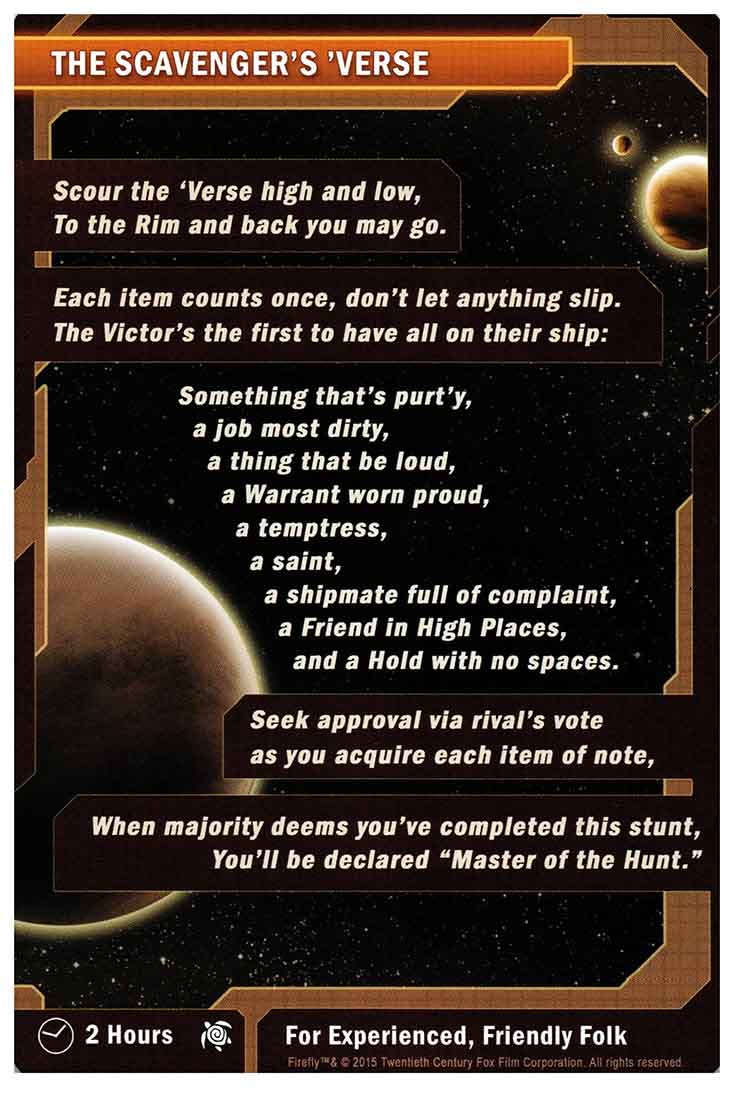 THE SCAVENGER'S 'VERSE
Scour the 'Verse high and low,
To the Rim and back you may go.
Each item counts once, don't let anything slip.
The Victor's the first to have all on their ship:
Something that's purt'y,
a job most dirty,
a thing that be loud,
a Warrant worn proud,
a temptress,
a saint,
a shipmate full of complaint,
a Friend in High Places,
and a Hold with no spaces.
Seek approval via rival's vote
as you acquire each item of note,
When majority deems you've completed this stunt,
You'll be declared “Master of the Hunt.”
2 Hours
For Experienced, Friendly Folk
Firefly™& © 2015 Twentieth Century Fox Film Corporation. All rights reserved.